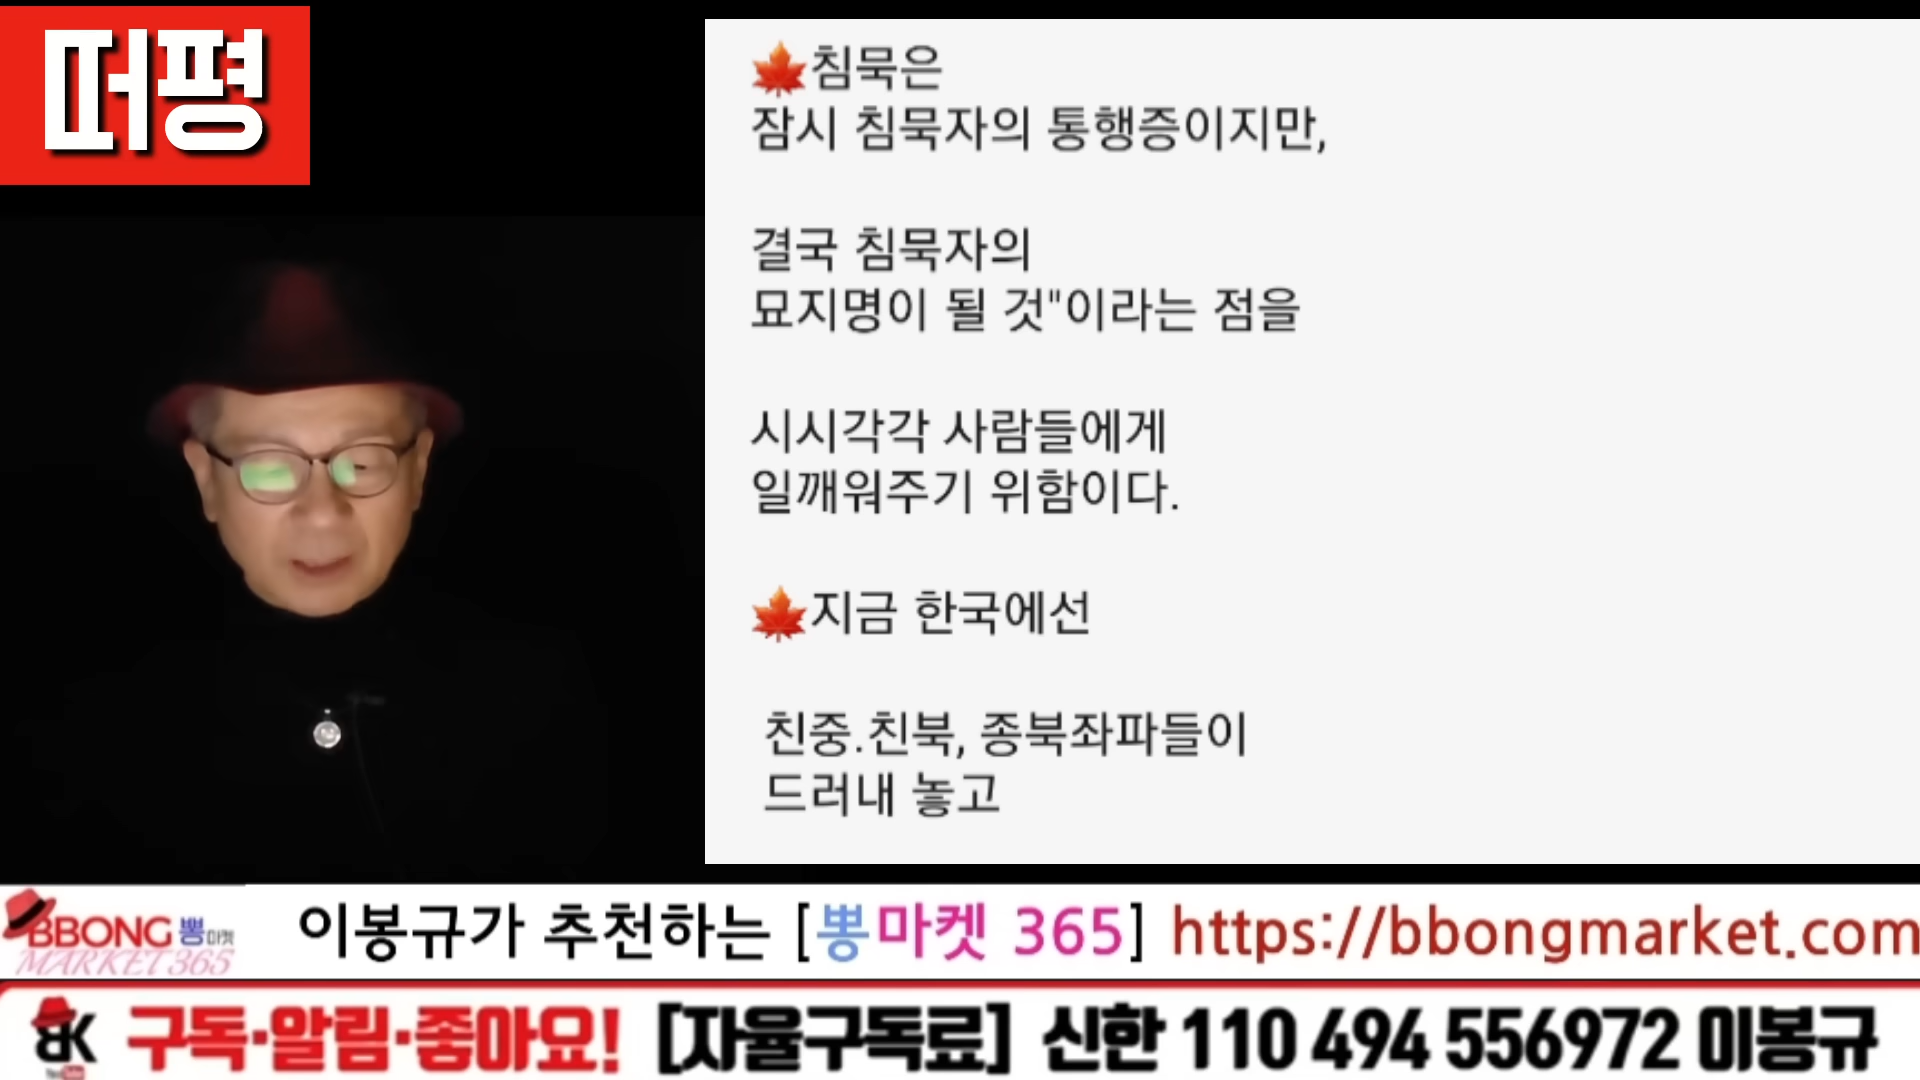 떠평
🍁침묵은
잠시 침묵자의 통행증이지만,
결국 침묵자의
묘지명이 될 것"이라는 점을
시시각각 사람들에게
일깨워주기 위함이다.
🍁지금 한국에선
친중.친북, 종북좌파들이
드러내 놓고
BBONG 뽕마켓
MARKET 365
이봉규가 추천하는 [뽕마켓 365] https://bbongmarket.com
BK
구독·알림·좋아요! [자율구독료] 신한 110 494 556972 이봉규